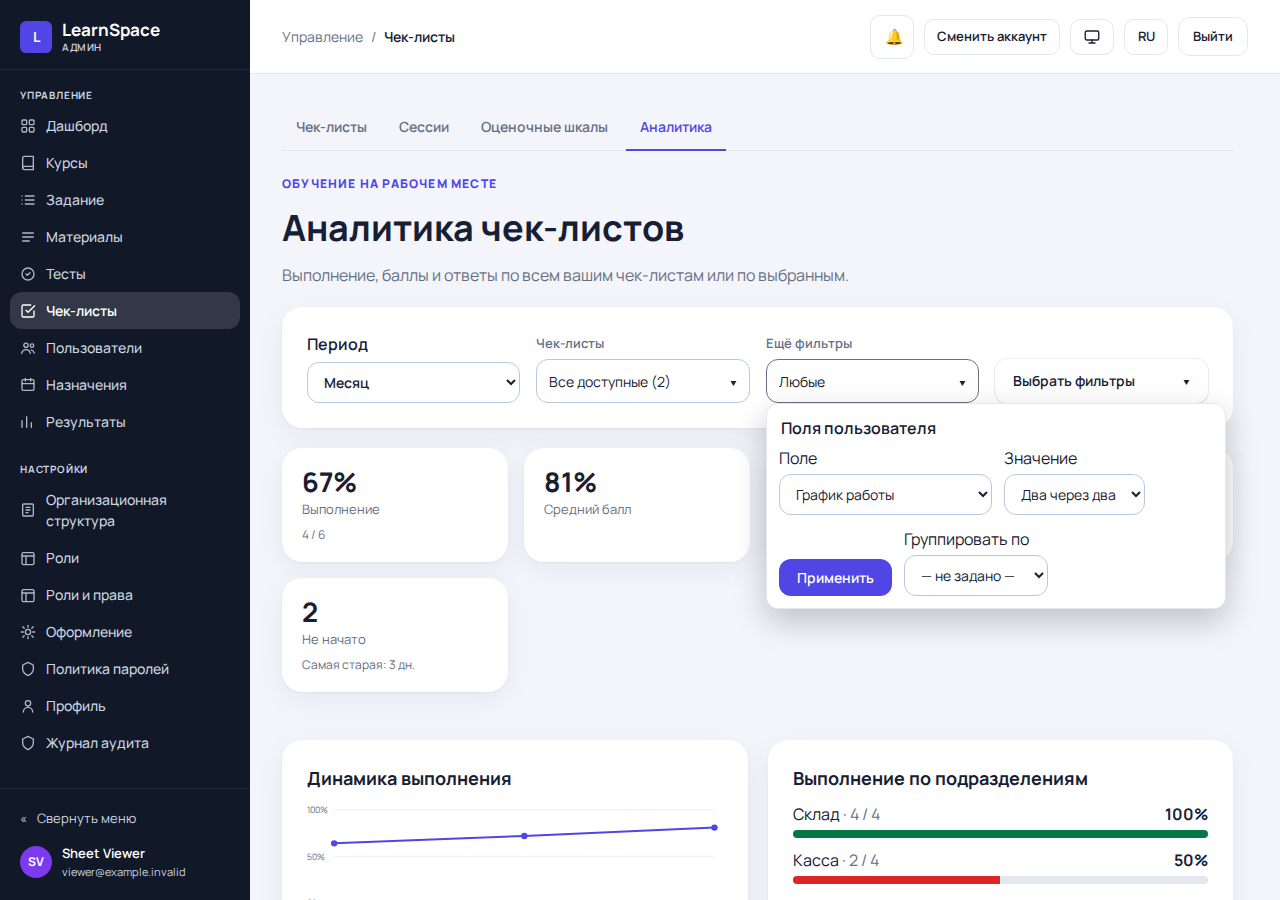 L
LearnSpace
АДМИН
УПРАВЛЕНИЕ
Дашборд
Курсы
Задание
Материалы
Тесты
Чек-листы
Пользователи
Назначения
Результаты
НАСТРОЙКИ
Организационная
структура
Роли
Роли и права
Оформление
Политика паролей
Профиль
Журнал аудита
« Свернуть меню
SV
Sheet Viewer
viewer@example.invalid
Управление / Чек-листы
Сменить аккаунт
RU
Выйти
Чек-листы Сессии Оценочные шкалы Аналитика
ОБУЧЕНИЕ НА РАБОЧЕМ МЕСТЕ
Аналитика чек-листов
Выполнение, баллы и ответы по всем вашим чек-листам или по выбранным.
Период
Месяц
Чек-листы
Все доступные (2)
Ещё фильтры
Любые
Выбрать фильтры
Поля пользователя
Поле Значение
График работы Два через два
Группировать по
Применить — не задано —
67%
Выполнение
4 / 6
81%
Средний балл
2
Не начато
Самая старая: 3 дн.
Динамика выполнения
100%
50%
Выполнение по подразделениям
Склад · 4 / 4 100%
Касса · 2 / 4 50%